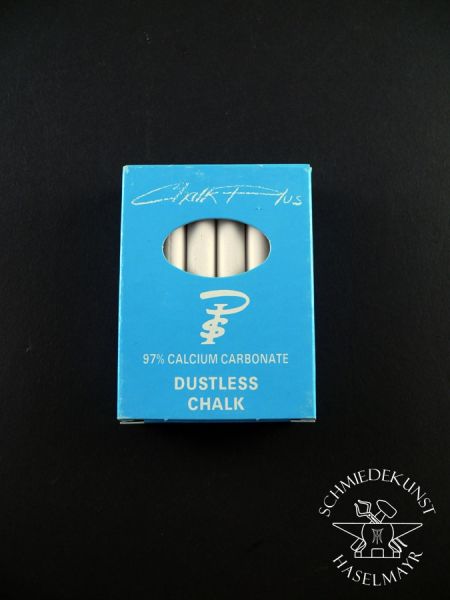 Chalk Plus
97% CALCIUM CARBONATE
DUSTLESS
CHALK
SCHMIEDEKUNST
HASELMAYR